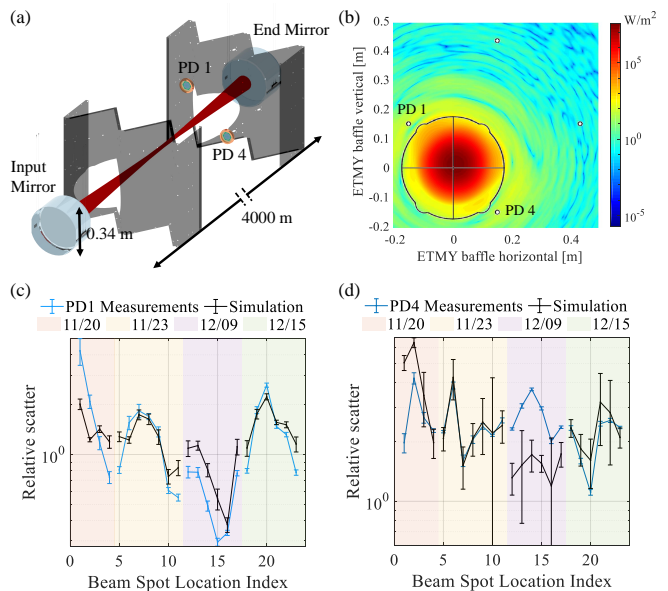 (a)
End Mirror
PD 1
PD 4
Input
Mirror
0.34 m
4000 m
(b)
W/m²
0.5
0.4
0.3
0.2
0.1
0
0.1
-0.2
ETMY baffle vertical [m]
PD 1
PD 4
-0.2
0
0.2
0.4
ETMY baffle horizontal [m]
10⁵
10⁰
10⁻⁵
(c)
PD1 Measurements
Simulation
11/20
11/23
12/09
12/15
Relative scatter
10⁰
0
5
10
15
20
Beam Spot Location Index
(d)
PD4 Measurements
Simulation
11/20
11/23
12/09
12/15
Relative scatter
10⁰
0
5
10
15
20
Beam Spot Location Index